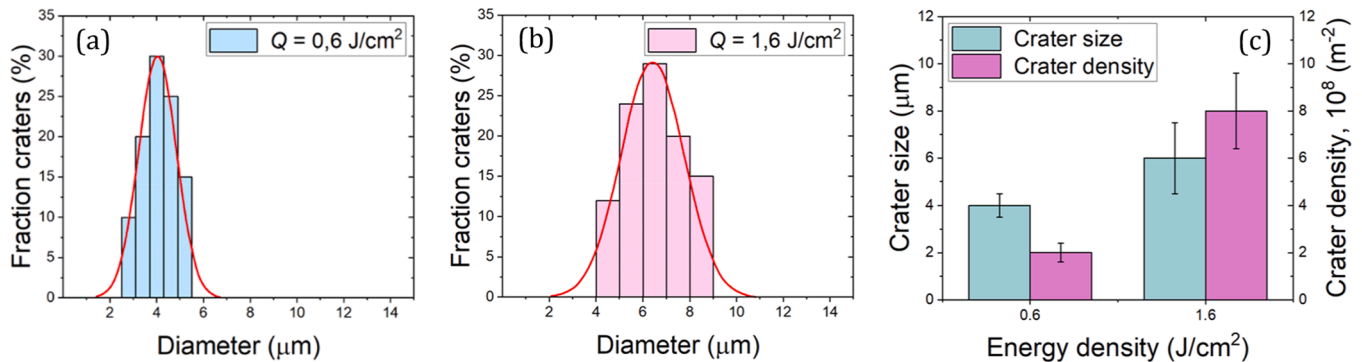 (a)
Q = 0,6 J/cm²
35
30
25
20
15
10
5
0
Fraction craters (%)
2 4 6 8 10 12 14
Diameter (μm)
(b)
Q = 1,6 J/cm²
35
30
25
20
15
10
5
0
Fraction craters (%)
2 4 6 8 10 12 14
Diameter (μm)
(c)
Crater size
Crater density
12
10
8
6
4
2
0
Crater size (μm)
0.6 1.6
Energy density (J/cm²)
12
10
8
6
4
2
0
Crater density, 10⁸ (m⁻²)